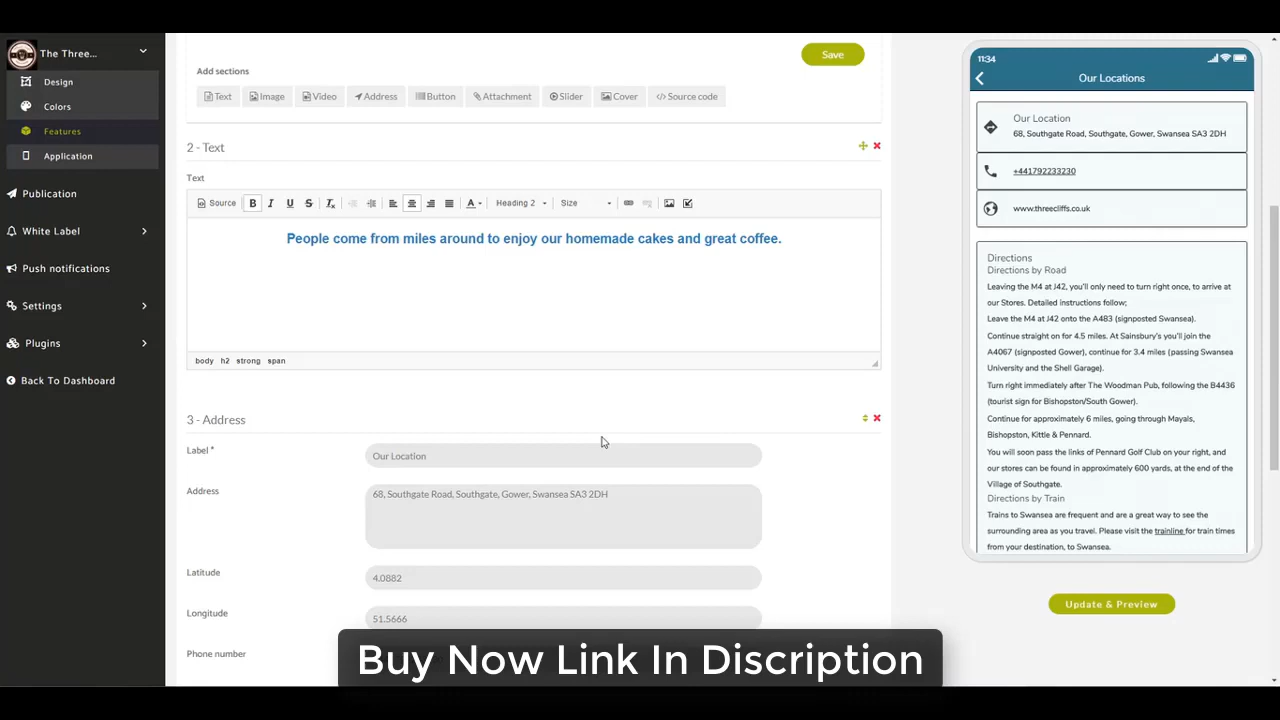 The Three...
Design
Colors
Features
Application
Publication
White Label
Push notifications
Settings
Plugins
Back To Dashboard
Save
Add sections
Text Image Video Address Button Attachment Slider Cover </> Source code
2 - Text
Text
Source B I U S Tx A Heading 2 Size
People come from miles around to enjoy our homemade cakes and great coffee.
body h2 strong span
3 - Address
Label *
Our Location
Address
68, Southgate Road, Southgate, Gower, Swansea SA3 2DH
Latitude
4.0882
Longitude
51.5666
Phone number
11:34
Our Locations
Our Location
68, Southgate Road, Southgate, Gower, Swansea SA3 2DH
+441792233230
www.threecliffs.co.uk
Directions
Directions by Road
Leaving the M4 at J42, you'll only need to turn right once, to arrive at
our Stores. Detailed instructions follow;
Leave the M4 at J42 onto the A483 (signposted Swansea).
Continue straight on for 4.5 miles. At Sainsbury's you'll join the
A4067 (signposted Gower), continue for 3.4 miles (passing Swansea
University and the Shell Garage).
Turn right immediately after The Woodman Pub, following the B4436
(tourist sign for Bishopston/South Gower).
Continue for approximately 6 miles, going through Mayals,
Bishopston, Kittle & Pennard.
You will soon pass the links of Pennard Golf Club on your right, and
our stores can be found in approximately 600 yards, at the end of the
Village of Southgate.
Directions by Train
Trains to Swansea are frequent and are a great way to see the
surrounding area as you travel. Please visit the trainline for train times
from your destination, to Swansea.
Update & Preview
Buy Now Link In Discription